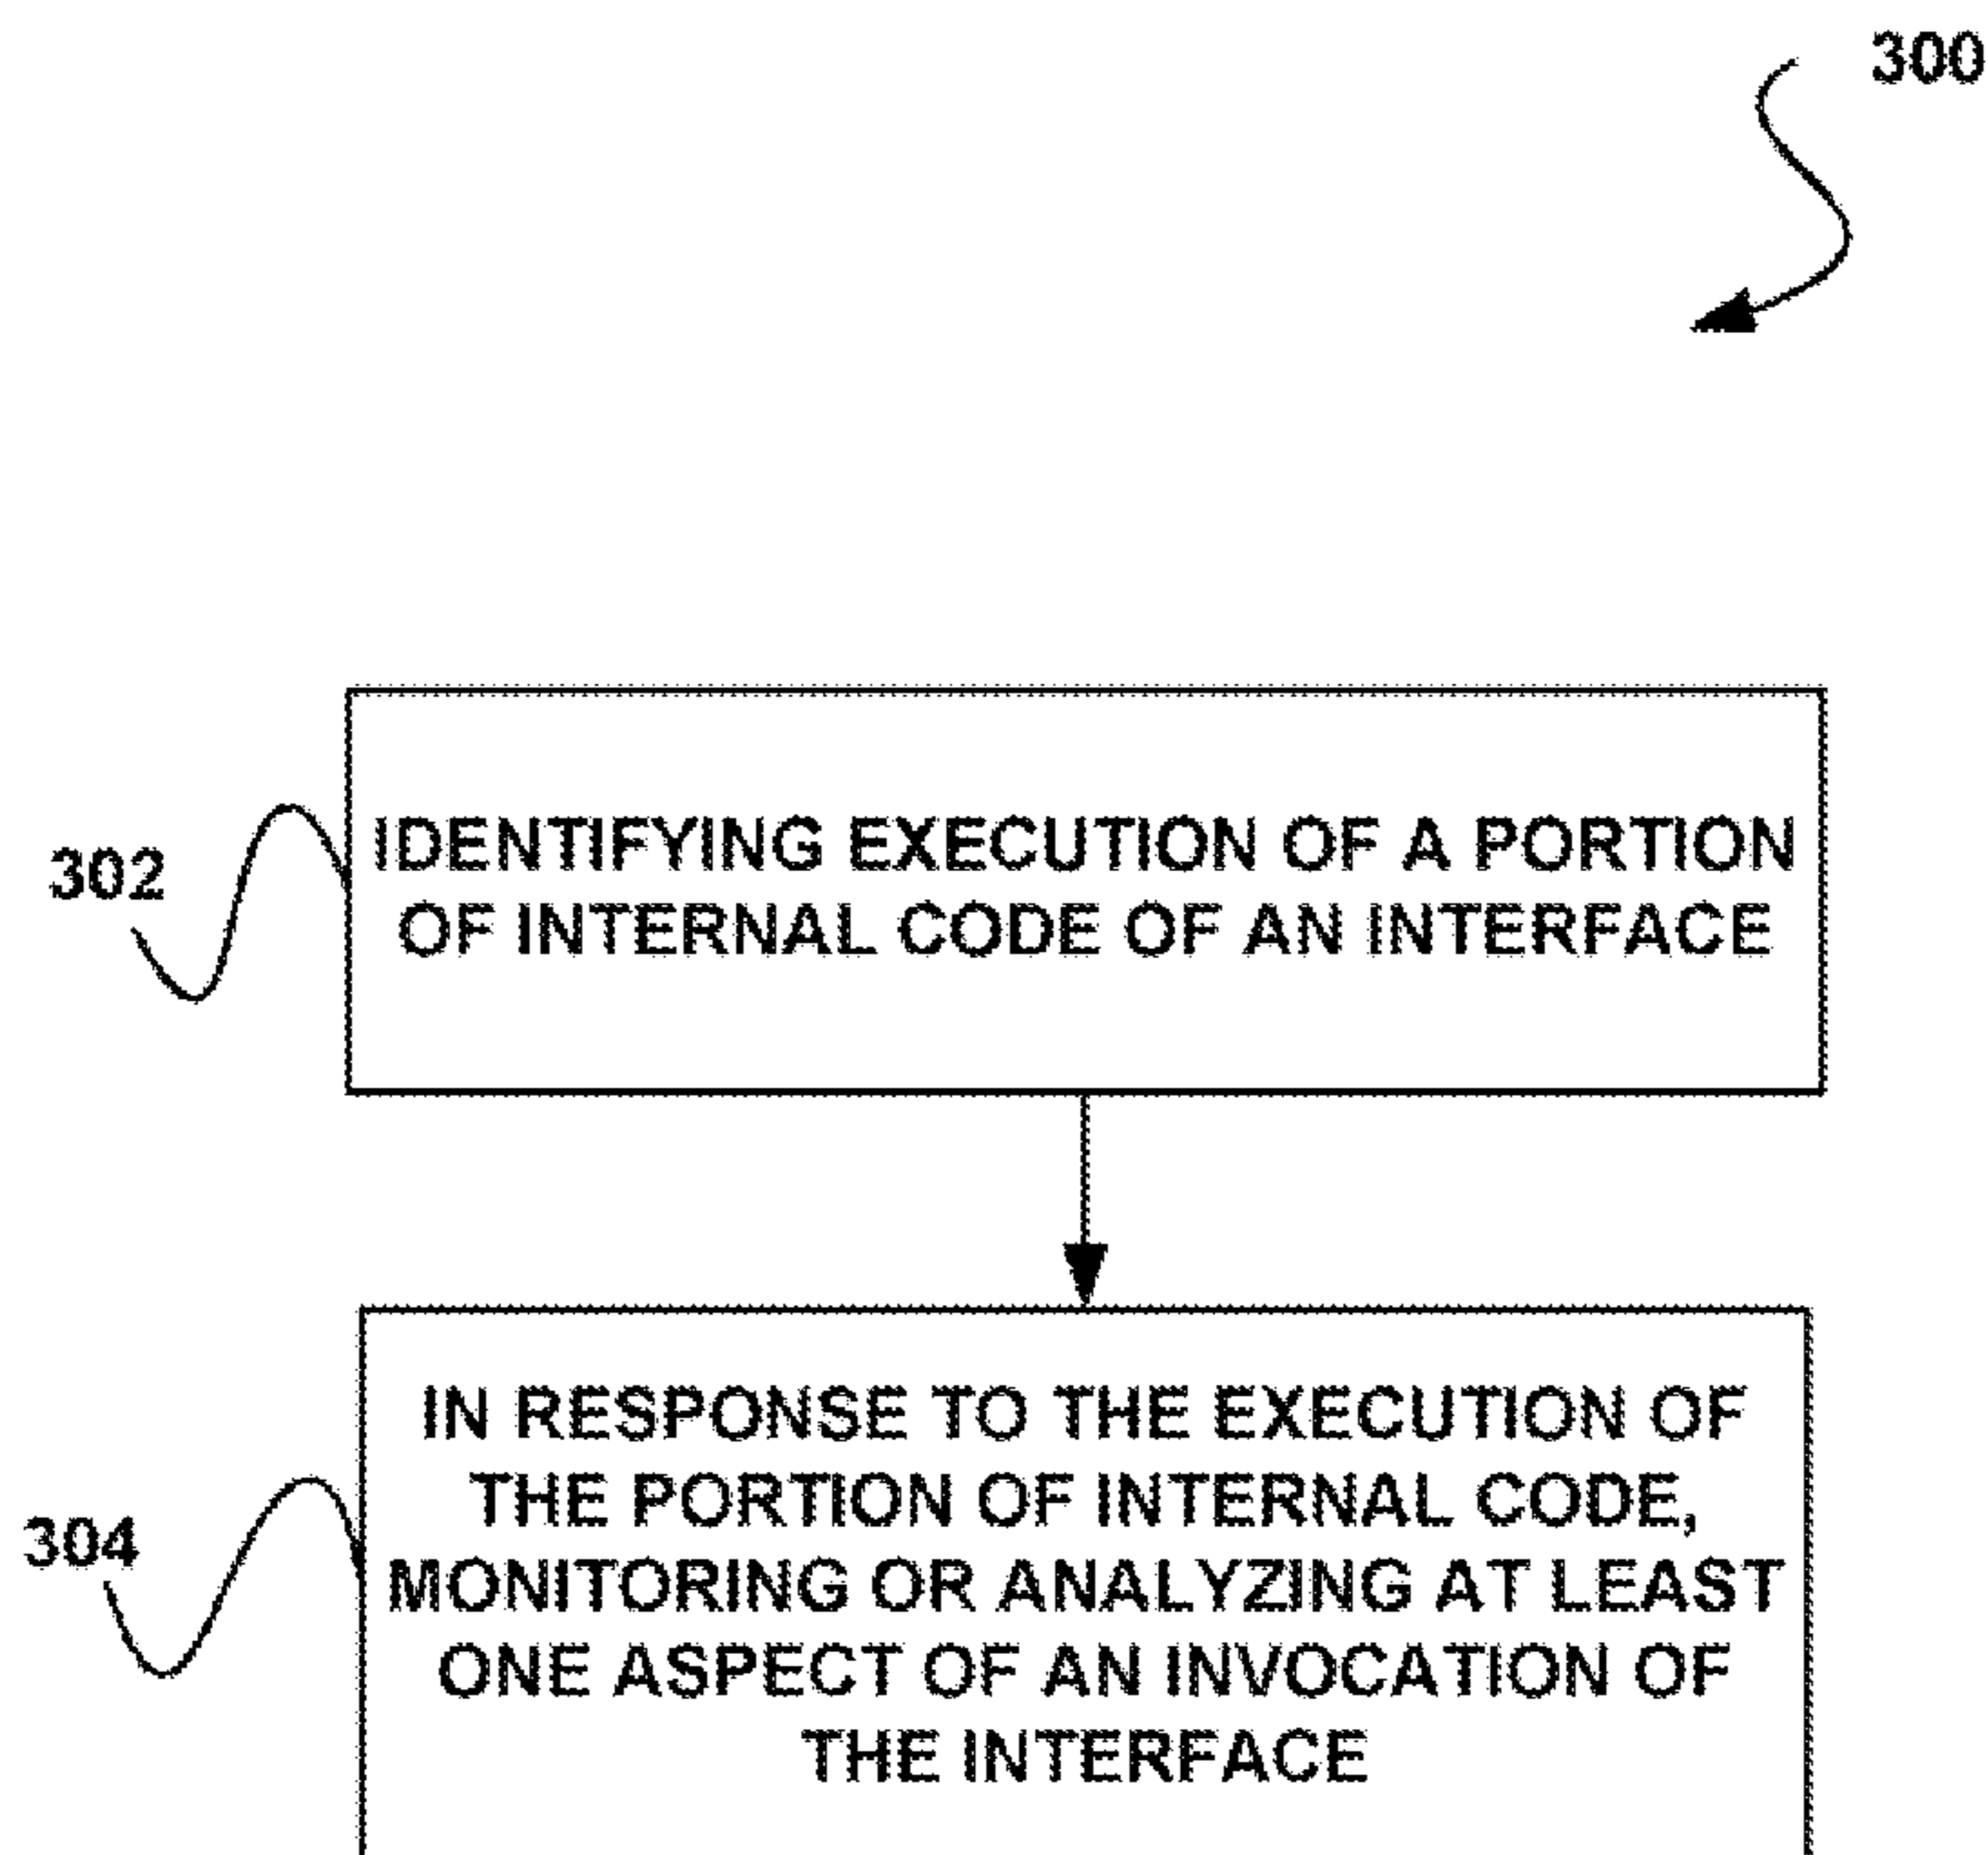 300
302
IDENTIFYING EXECUTION OF A PORTION
OF INTERNAL CODE OF AN INTERFACE
304
IN RESPONSE TO THE EXECUTION OF
THE PORTION OF INTERNAL CODE,
MONITORING OR ANALYZING AT LEAST
ONE ASPECT OF AN INVOCATION OF
THE INTERFACE